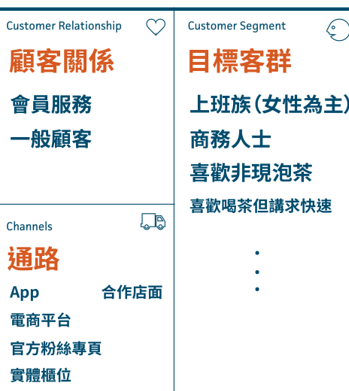 Customer Relationship
顧客關係
會員服務
一般顧客
Customer Segment
目標客群
上班族(女性為主)
商務人士
喜歡非現泡茶
喜歡喝茶但講求快速
Channels
通路
App 合作店面
電商平台
官方粉絲專頁
實體櫃位